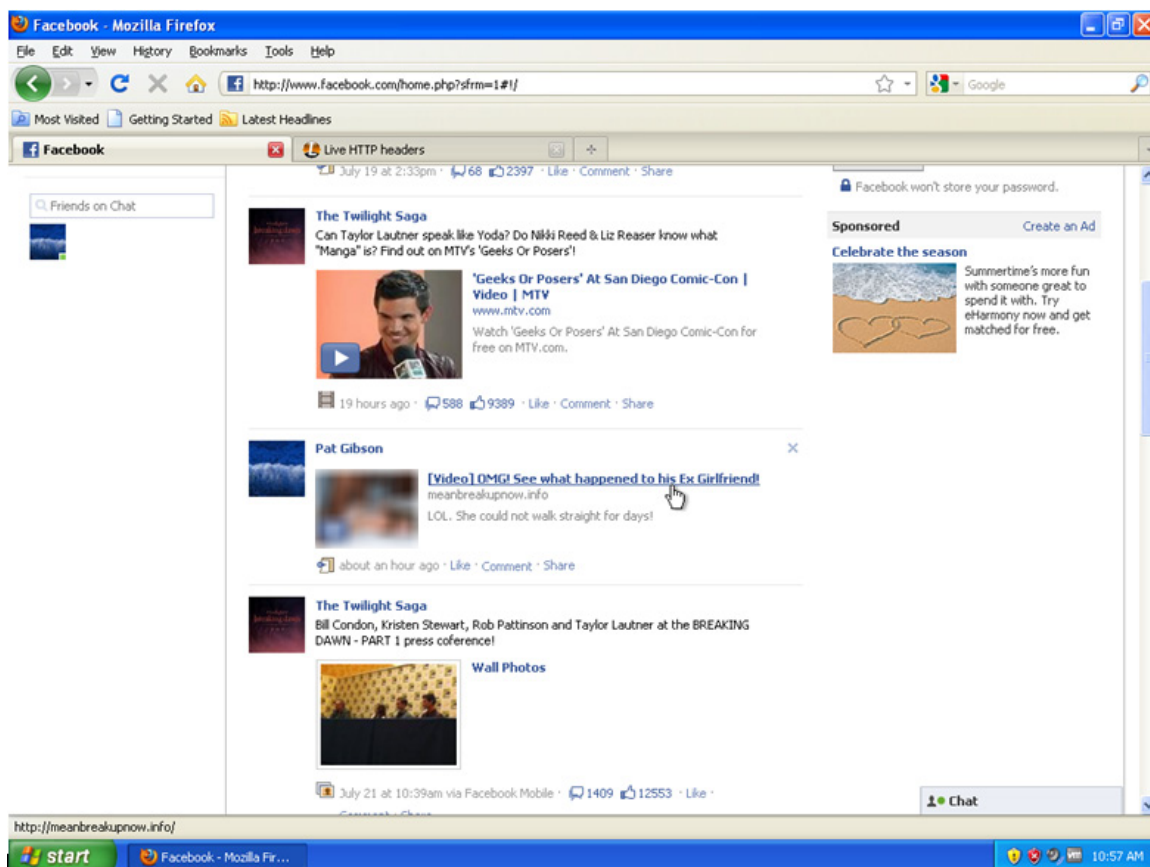 Facebook - Mozilla Firefox
File Edit View History Bookmarks Tools Help
http://www.facebook.com/home.php?sfrm=1#!/
Google
Most Visited Getting Started Latest Headlines
Facebook
Live HTTP headers
July 19 at 2:33pm · 68 2397 · Like · Comment · Share
Facebook won't store your password.
Friends on Chat
The Twilight Saga
Can Taylor Lautner speak like Yoda? Do Nikki Reed & Liz Reaser know what
"Manga" is? Find out on MTV's 'Geeks Or Posers'!
'Geeks Or Posers' At San Diego Comic-Con |
Video | MTV
www.mtv.com
Watch 'Geeks Or Posers' At San Diego Comic-Con for
free on MTV.com.
19 hours ago · 588 9389 · Like · Comment · Share
Sponsored Create an Ad
Celebrate the season
Summertime's more fun
with someone great to
spend it with. Try
eHarmony now and get
matched for free.
Pat Gibson
[Video] OMG! See what happened to his Ex Girlfriend!
meanbreakupnow.info
LOL. She could not walk straight for days!
about an hour ago · Like · Comment · Share
The Twilight Saga
Bill Condon, Kristen Stewart, Rob Pattinson and Taylor Lautner at the BREAKING
DAWN - PART 1 press coference!
Wall Photos
July 21 at 10:39am via Facebook Mobile · 1409 12553 · Like ·
Comment · Share
Chat
http://meanbreakupnow.info/
start
Facebook - Mozilla Fir...
10:57 AM